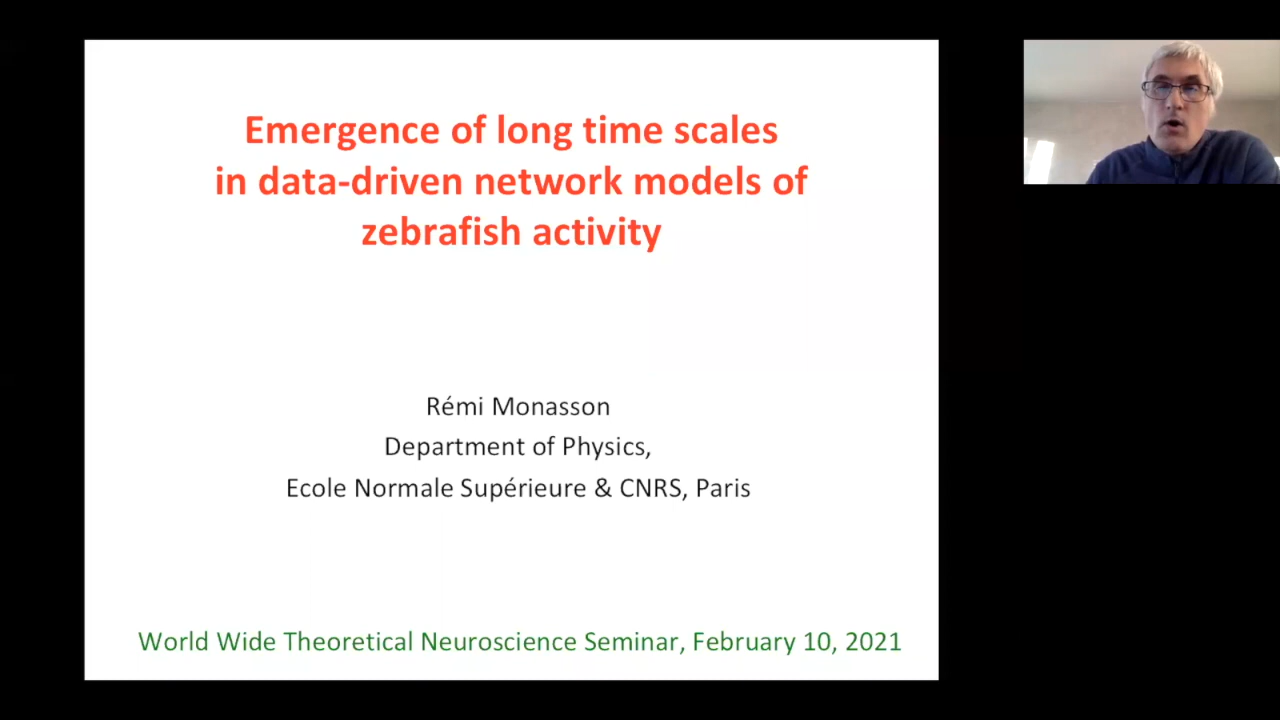 Emergence of long time scales
in data-driven network models of
zebrafish activity
Rémi Monasson
Department of Physics,
Ecole Normale Supérieure & CNRS, Paris
World Wide Theoretical Neuroscience Seminar, February 10, 2021